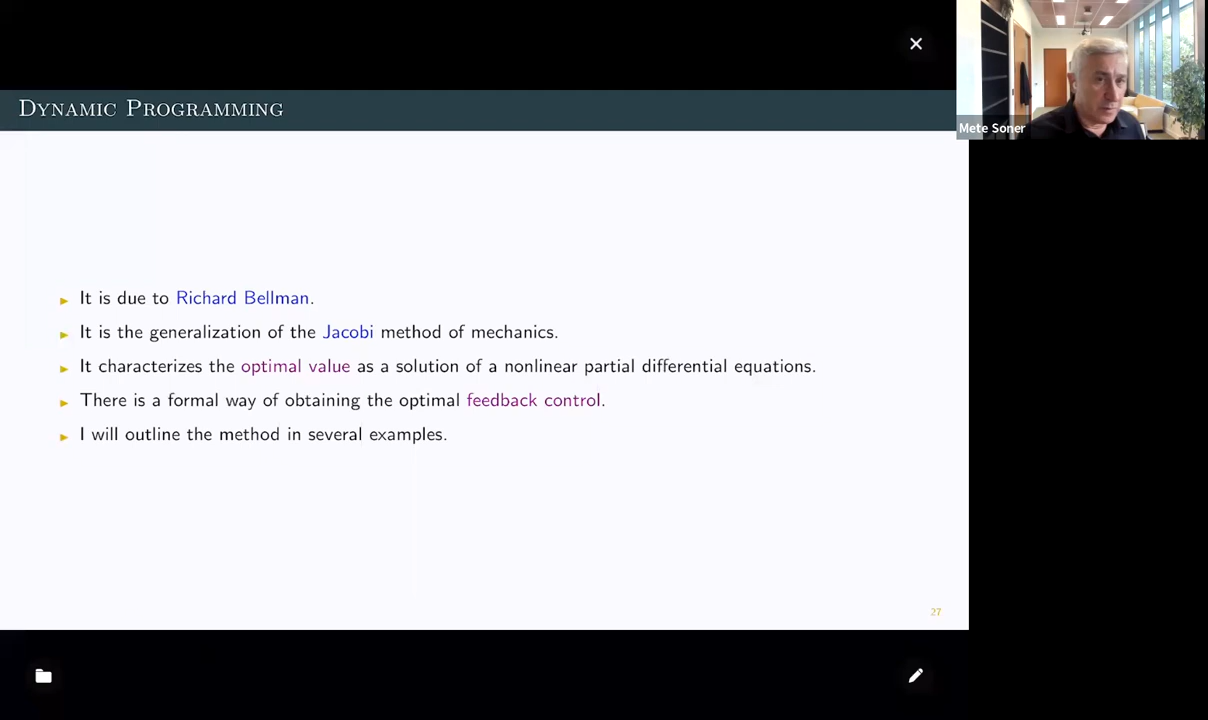 Dynamic Programming
Mete Soner
It is due to Richard Bellman.
It is the generalization of the Jacobi method of mechanics.
It characterizes the optimal value as a solution of a nonlinear partial differential equations.
There is a formal way of obtaining the optimal feedback control.
I will outline the method in several examples.
27